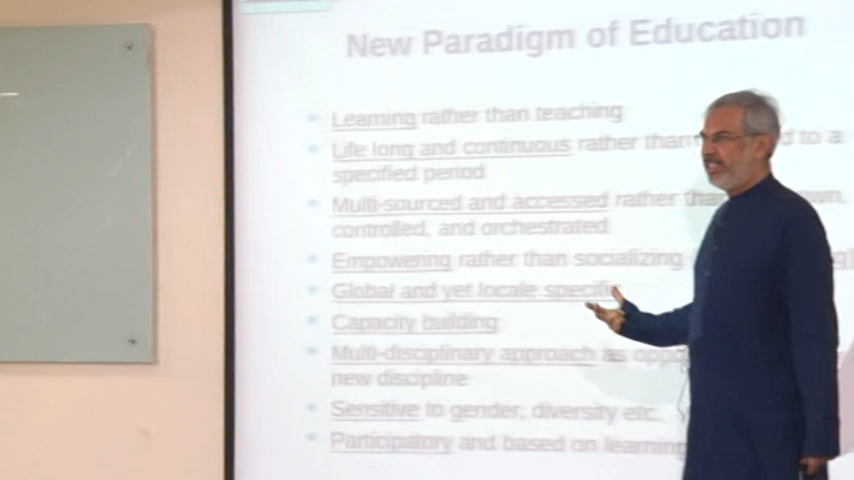 New Paradigm of Education
Learning rather than teaching
Life long and continuous rather than to a
specified period
Multi-sourced and accessed rather than
controlled, and orchestrated
Empowering rather than socializing
Global and yet locale specific
Capacity building
Multi-disciplinary approach as
new discipline
Sensitive to gender, diversity etc.
Participatory and based on learning